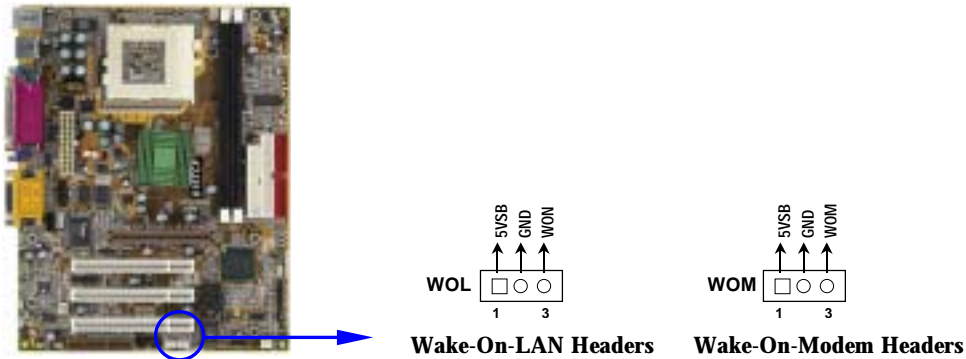 5VSB
GND
WON
WOL
1 3
Wake-On-LAN Headers
5VSB
GND
WOM
WOM
1 3
Wake-On-Modem Headers